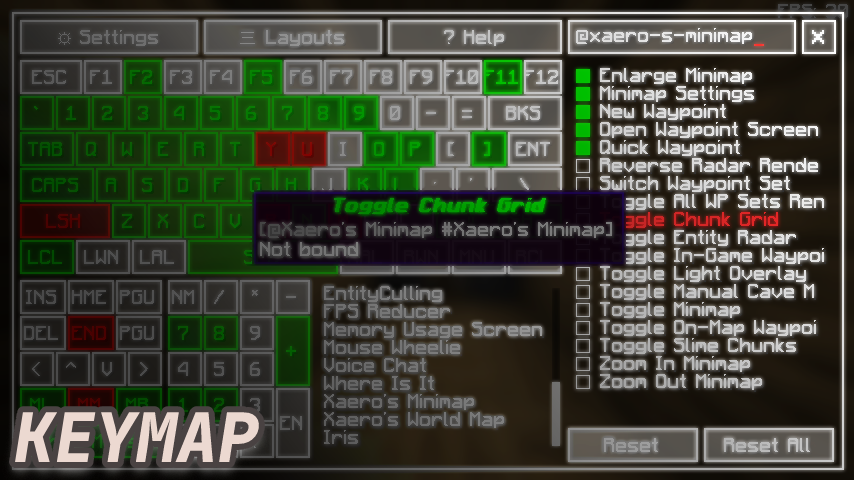 FPS: 
☼ Settings
☰ Layouts
? Help
@xaero-s-minimap_
X
ESC F1 F2 F3 F4 F5 F6 F7 F8 F9 F10 F11 F12
` 1 2 3 4 5 6 7 8 9 0 - = BKS
TAB Q W E R T Y U I O P [ ] ENT
CAPS A S D F G H J K L ; ' \
LSH Z X C V
LCL LWN LAL S
INS HME PGU NM / * -
DEL END PGU 7 8 9 +
< ^ V > 4 5 6
ML MM MR 1 2 3 EN
Toggle Chunk Grid
[@Xaero's Minimap #Xaero's Minimap]
Not bound
EntityCulling
FPS Reducer
Memory Usage Screen
Mouse Wheelie
Voice Chat
Where Is It
Xaero's Minimap
Xaero's World Map
Iris
Enlarge Minimap
Minimap Settings
New Waypoint
Open Waypoint Screen
Quick Waypoint
Reverse Radar Rende
Switch Waypoint Set
Toggle All WP Sets Ren
oggle Chunk Grid
Toggle Entity Radar
Toggle In-Game Waypoi
Toggle Light Overlay
Toggle Manual Cave M
Toggle Minimap
Toggle On-Map Waypoi
Toggle Slime Chunks
Zoom In Minimap
Zoom Out Minimap
Reset
Reset All
KEYMAP